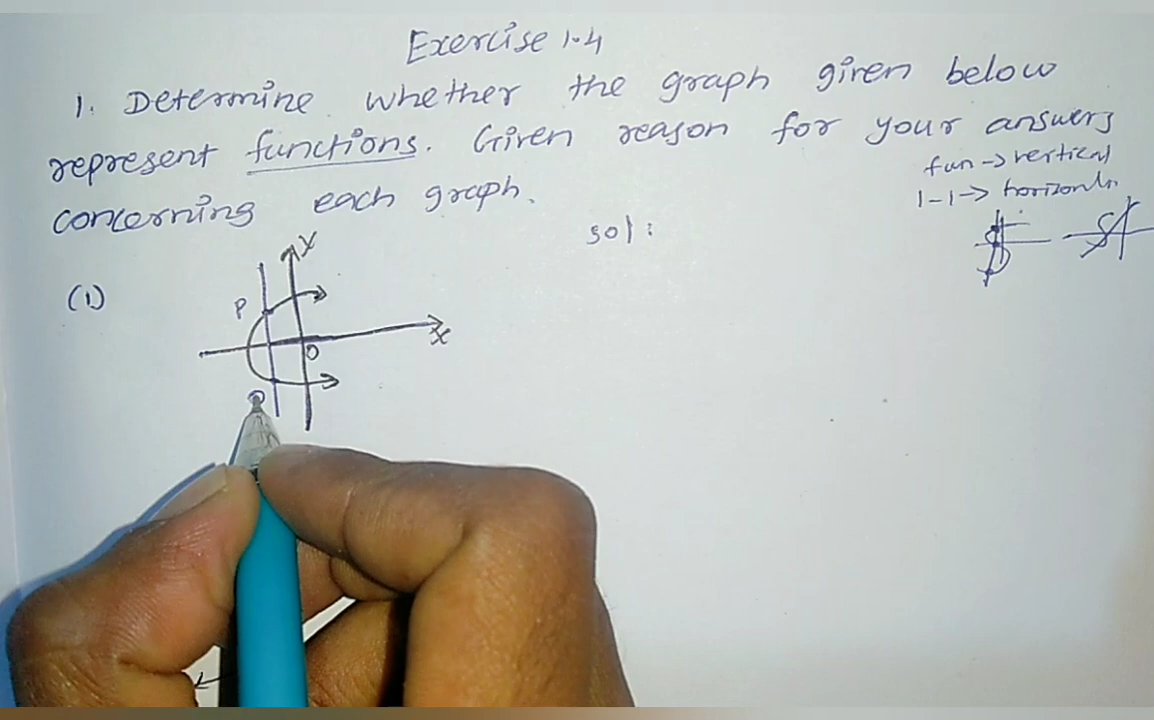 Exercise 1.4
1. Determine whether the graph given below
represent functions. Given reason for your answers
concerning each graph.
fun → vertical
1-1 →
sol:
(1)
Y
P
X
O
Q